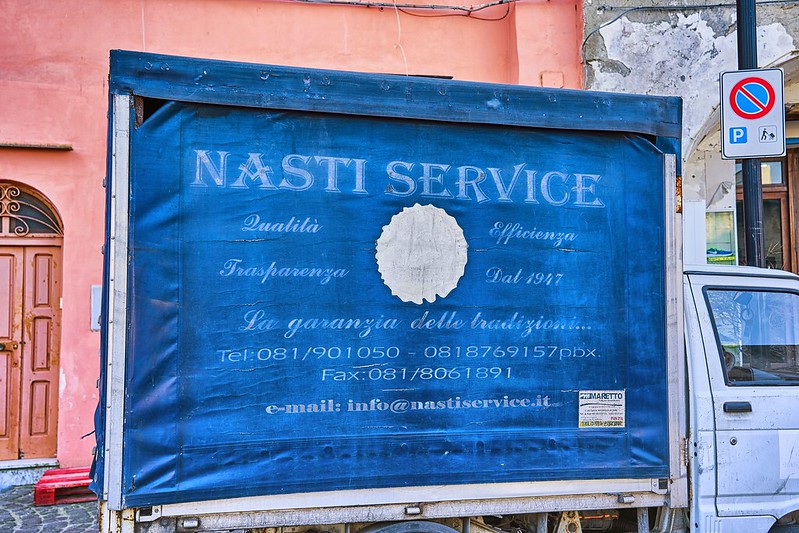 NASTI SERVICE
Qualità
Efficienza
Trasparenza
Dal 1947
La garanzia delle tradizioni...
Tel:081/901050 - 0818769157pbx.
Fax:081/8061891
e-mail: info@nastiservice.it
MARETTO
P